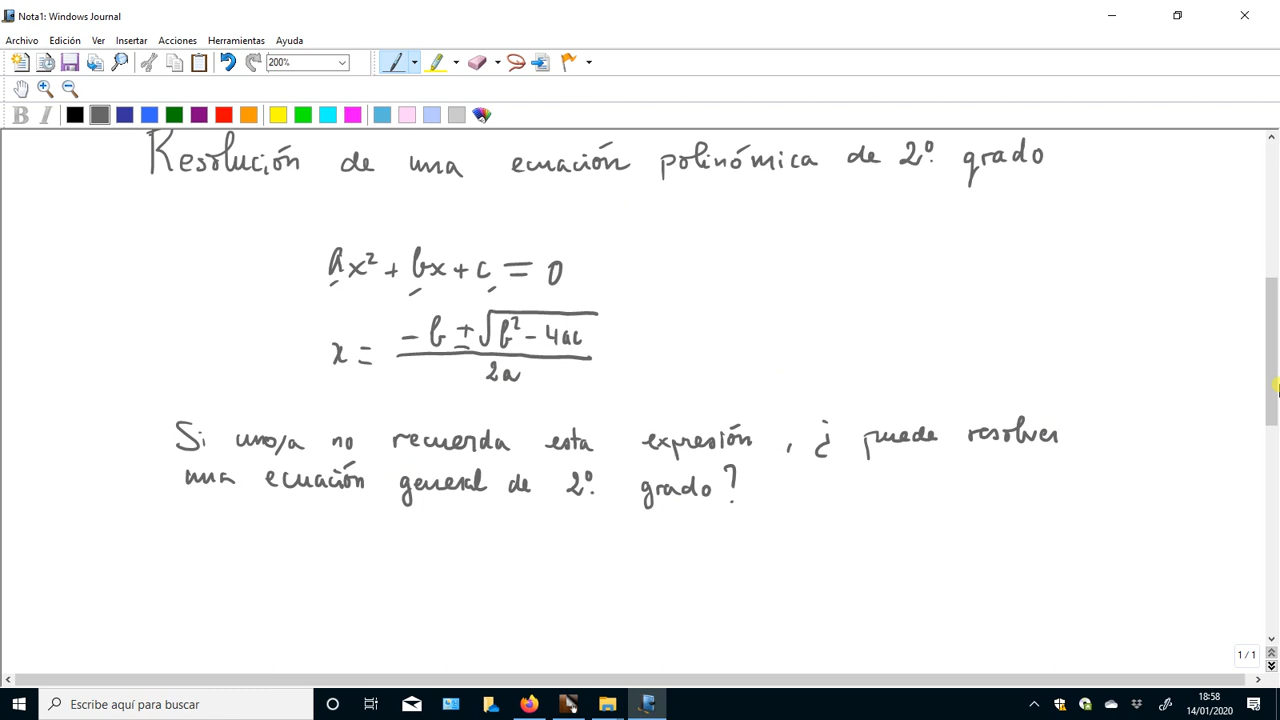 Nota1: Windows Journal
Archivo Edición Ver Insertar Acciones Herramientas Ayuda
200%
B I
Resolución de una ecuación polinómica de 2º. grado
ax² + bx + c = 0
x = (-b ± √(b² - 4ac)) / 2a
Si uno/a no recuerda esta expresión, ¿puede resolver
una ecuación general de 2º. grado?
1 / 1
Escribe aquí para buscar
18:58
14/01/2020